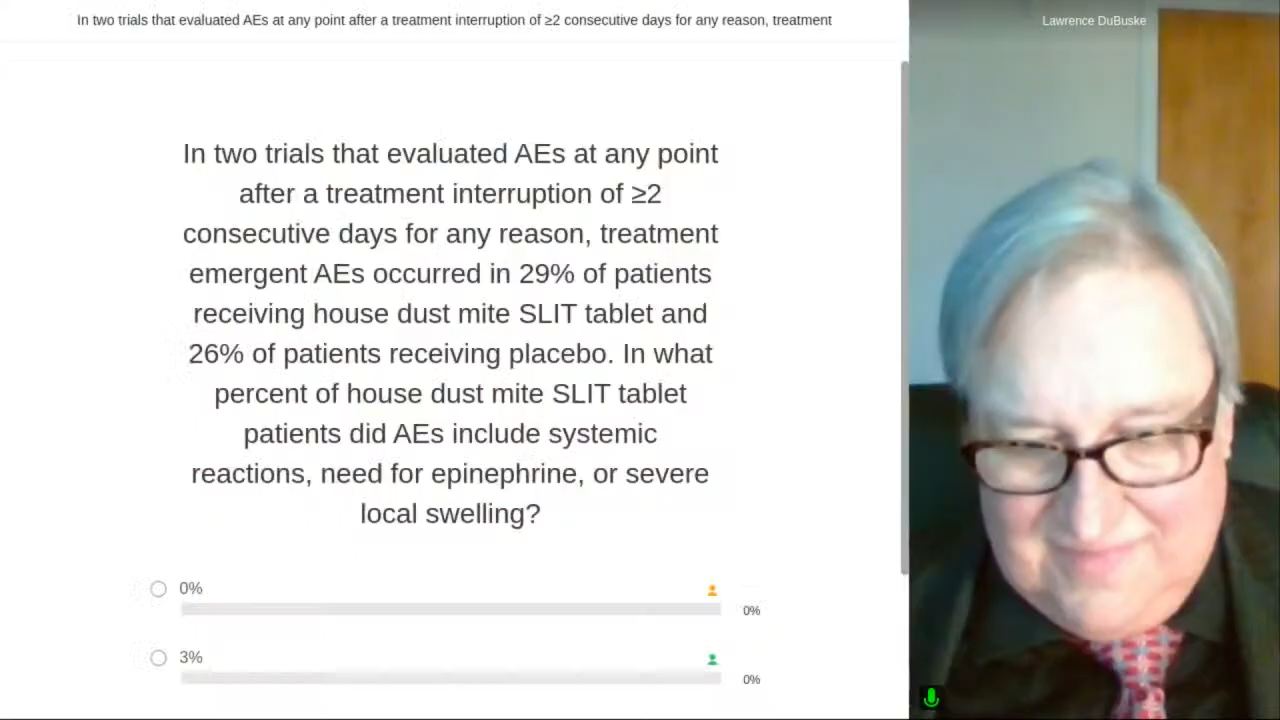 In two trials that evaluated AEs at any point after a treatment interruption of ≥2 consecutive days for any reason, treatment
Lawrence DuBuske
In two trials that evaluated AEs at any point
after a treatment interruption of ≥2
consecutive days for any reason, treatment
emergent AEs occurred in 29% of patients
receiving house dust mite SLIT tablet and
26% of patients receiving placebo. In what
percent of house dust mite SLIT tablet
patients did AEs include systemic
reactions, need for epinephrine, or severe
local swelling?
0%
0%
3%
0%